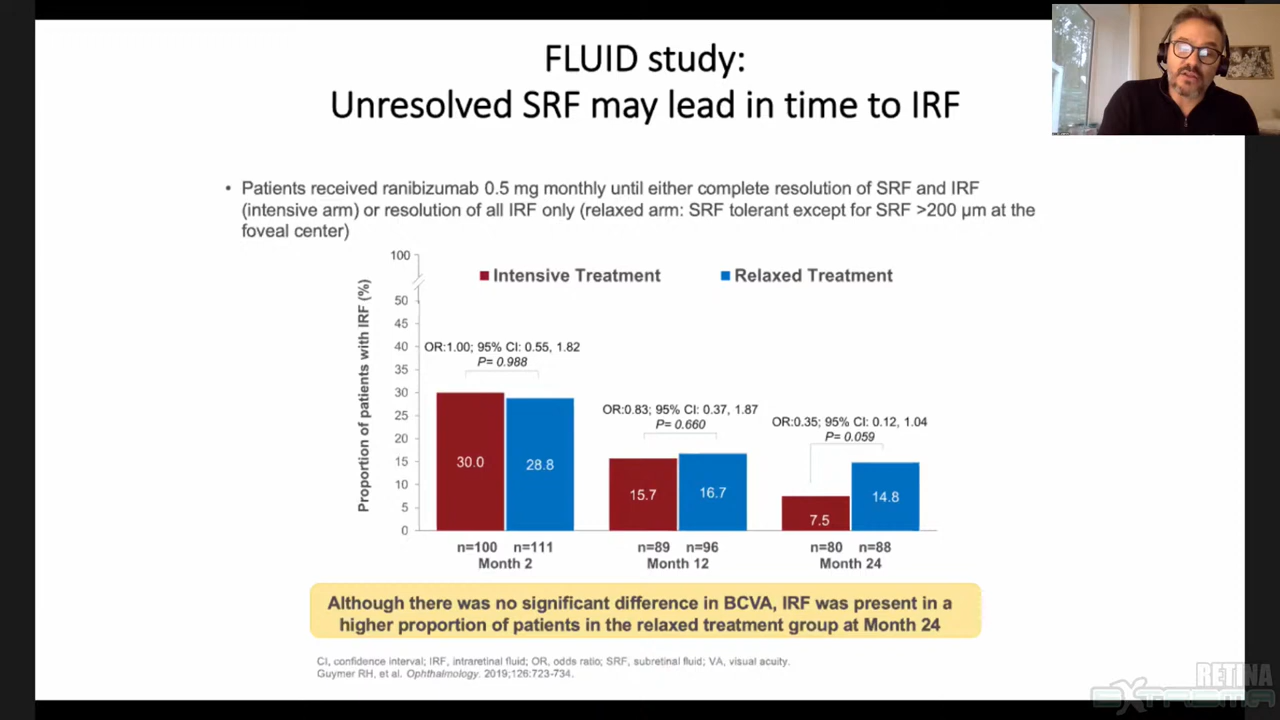 FLUID study:
Unresolved SRF may lead in time to IRF
• Patients received ranibizumab 0.5 mg monthly until either complete resolution of SRF and IRF
(intensive arm) or resolution of all IRF only (relaxed arm: SRF tolerant except for SRF >200 µm at the
foveal center)
Intensive Treatment
Relaxed Treatment
Proportion of patients with IRF (%)
100
50
45
40
35
30
25
20
15
10
5
0
OR:1.00; 95% CI: 0.55, 1.82
P= 0.988
OR:0.83; 95% CI: 0.37, 1.87
P= 0.660
OR:0.35; 95% CI: 0.12, 1.04
P= 0.059
30.0
28.8
15.7
16.7
7.5
14.8
n=100 n=111
Month 2
n=89 n=96
Month 12
n=80 n=88
Month 24
Although there was no significant difference in BCVA, IRF was present in a
higher proportion of patients in the relaxed treatment group at Month 24
CI, confidence interval; IRF, intraretinal fluid; OR, odds ratio; SRF, subretinal fluid; VA, visual acuity.
Guymer RH, et al. Ophthalmology. 2019;126:723-734.
RETINA
EXTREMA